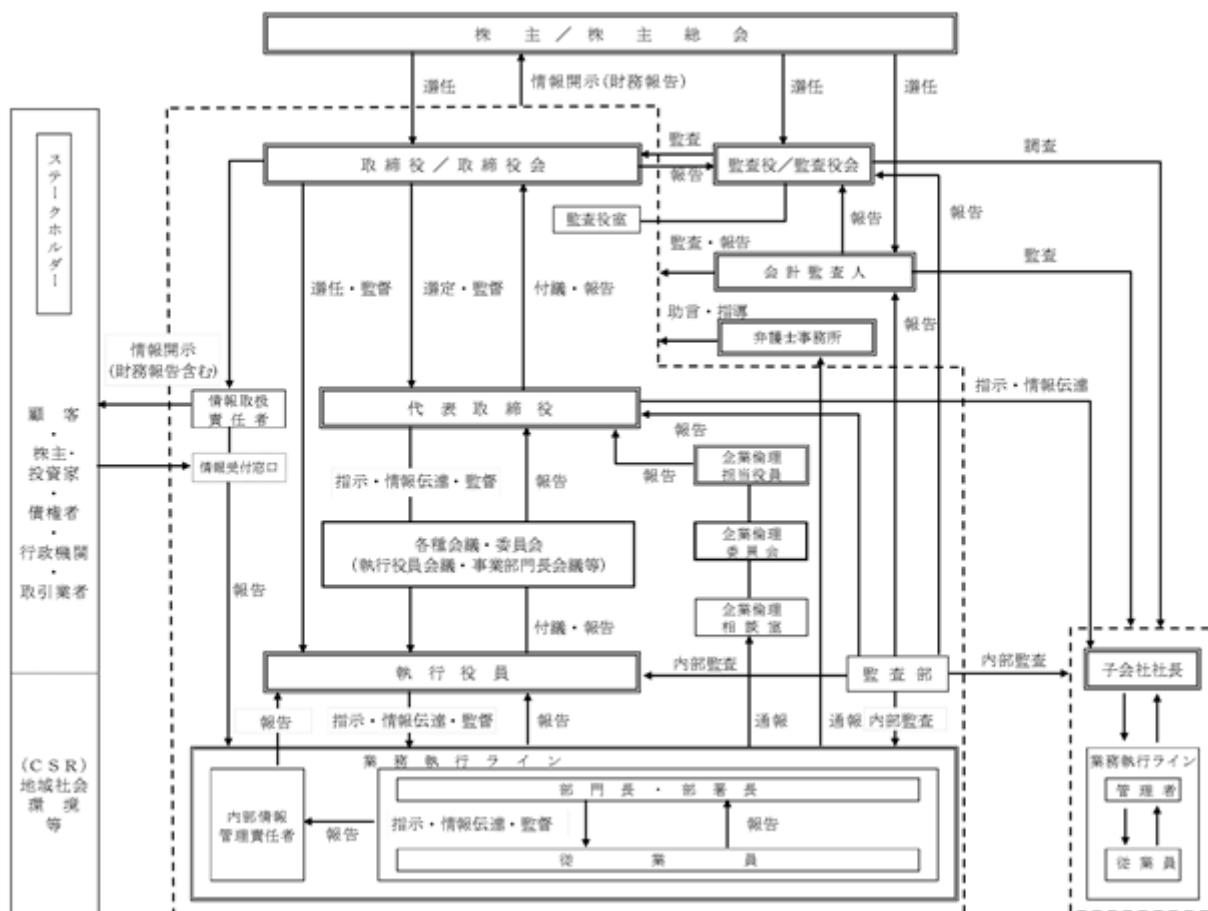 株主／株主総会
選任
情報開示(財務報告)
選任
選任
ステークホルダー
取締役／取締役会
監査
報告
監査役／監査役会
調査
監査役室
報告
報告
監査・報告
会計監査人
監査
選任・監督
選定・監督
付議・報告
助言・指導
弁護士事務所
報告
情報開示
(財務報告含む)
情報取扱
責任者
情報受付窓口
代表取締役
指示・情報伝達
報告
企業倫理
担当役員
報告
指示・情報伝達・監督
報告
顧客
・
株主・
投資家
・
債権者
・
行政機関
・
取引業者
各種会議・委員会
(執行役員会議・事業部門長会議等)
企業倫理
委員会
報告
企業倫理
相談室
付議・報告
執行役員
内部監査
監査部
内部監査
子会社社長
報告
指示・情報伝達・監督
報告
通報
通報
内部監査
(CSR)
地域社会
環境
等
業務執行ライン
部門長・部署長
内部情報
管理責任者
報告
指示・情報伝達・監督
報告
従業員
業務執行ライン
管理者
従業員